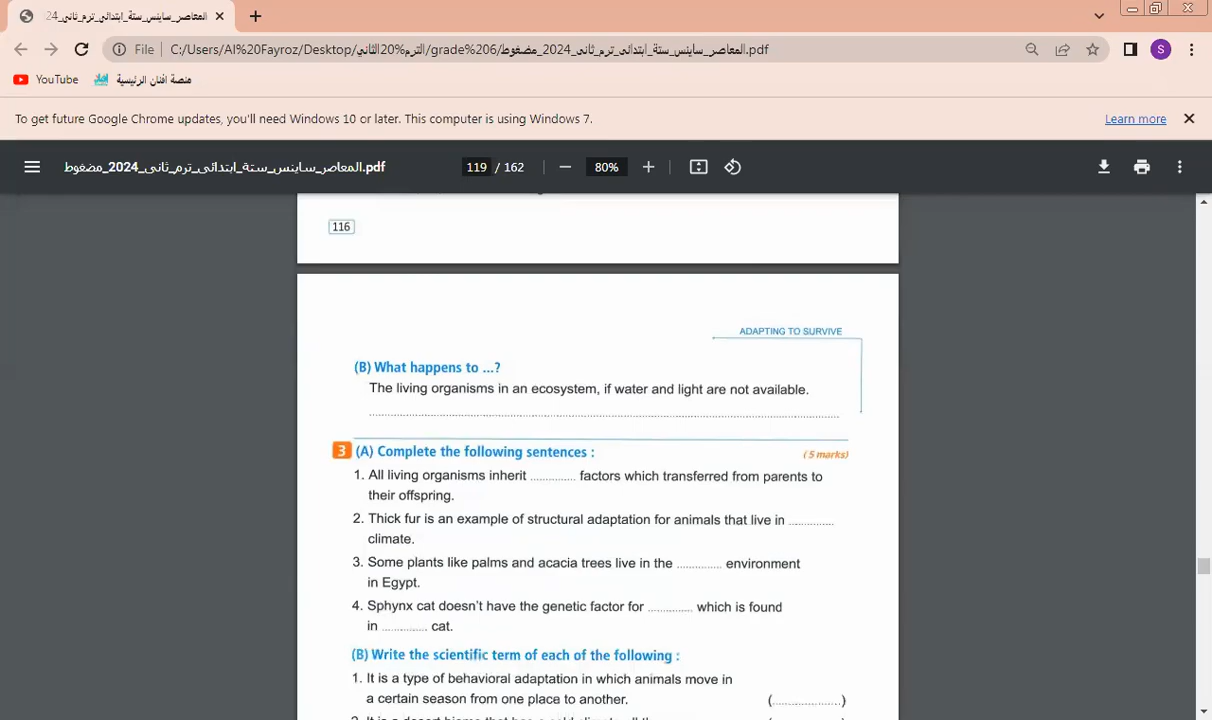 المعاصر_ساينس_ستة_ابتدائي_ترم_ثاني_24
File
C:/Users/Al%20Fayroz/Desktop/الترم%20الثاني/grade%206/المعاصر_ساينس_ستة_ابتدائى_ترم_ثانى_2024_مضغوط.pdf
S
YouTube
منصة افنان الرئيسية
To get future Google Chrome updates, you'll need Windows 10 or later. This computer is using Windows 7.
Learn more
المعاصر_ساينس_ستة_ابتدائى_ترم_ثانى_2024_مضغوط.pdf
119 / 162
80%
116
ADAPTING TO SURVIVE
(B) What happens to ...?
The living organisms in an ecosystem, if water and light are not available.
3 (A) Complete the following sentences :
(5 marks)
1. All living organisms inherit .............. factors which transferred from parents to
their offspring.
2. Thick fur is an example of structural adaptation for animals that live in ..............
climate.
3. Some plants like palms and acacia trees live in the .............. environment
in Egypt.
4. Sphynx cat doesn't have the genetic factor for .............. which is found
in .............. cat.
(B) Write the scientific term of each of the following :
1. It is a type of behavioral adaptation in which animals move in
a certain season from one place to another. (.....................)